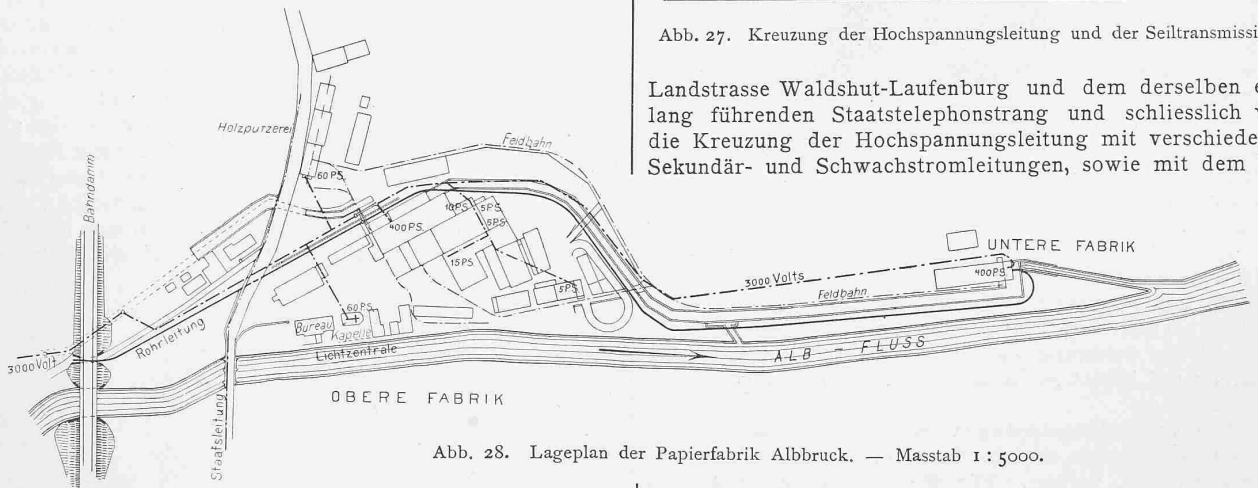 Abb. 27. Kreuzung der Hochspannungsleitung und der Seiltransmissi
Landstrasse Waldshut-Laufenburg und dem derselben e
lang führenden Staatstelephonstrang und schliesslich v
die Kreuzung der Hochspannungsleitung mit verschiede
Sekundär- und Schwachstromleitungen, sowie mit dem
Holzpurzerei
Feldbahn
Bahndamm
60 PS.
400 PS.
10 PS.
5 PS.
5 PS.
15 PS.
5 PS.
60 PS.
UNTERE FABRIK
400 PS.
3000 Volts
Feldbahn
Rohrleitung
Bureau
Kapelle
Lichtzentrale
3000 Volt
ALB - FLUSS
Staatsleitung
OBERE FABRIK
Abb. 28. Lageplan der Papierfabrik Albbruck. — Masstab 1 : 5000.